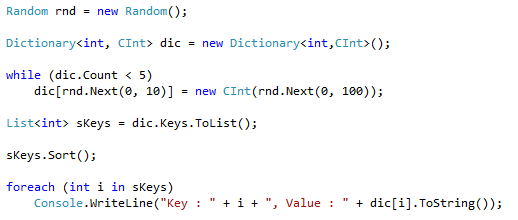 Random rnd = new Random();
Dictionary<int, CInt> dic = new Dictionary<int,CInt>();
while (dic.Count < 5)
dic[rnd.Next(0, 10)] = new CInt(rnd.Next(0, 100));
List<int> sKeys = dic.Keys.ToList();
sKeys.Sort();
foreach (int i in sKeys)
Console.WriteLine("Key : " + i + ", Value : " + dic[i].ToString());